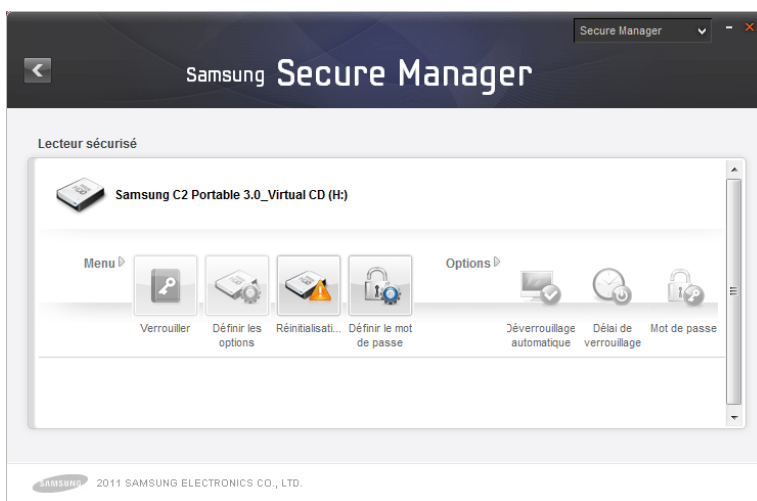 Secure Manager
Samsung Secure Manager
Lecteur sécurisé
Samsung C2 Portable 3.0_Virtual CD (H:)
Menu
Options
Verrouiller
Définir les
options
Réinitialisati...
Définir le mot
de passe
Déverrouillage
automatique
Délai de
verrouillage
Mot de passe
SAMSUNG
2011 SAMSUNG ELECTRONICS CO., LTD.